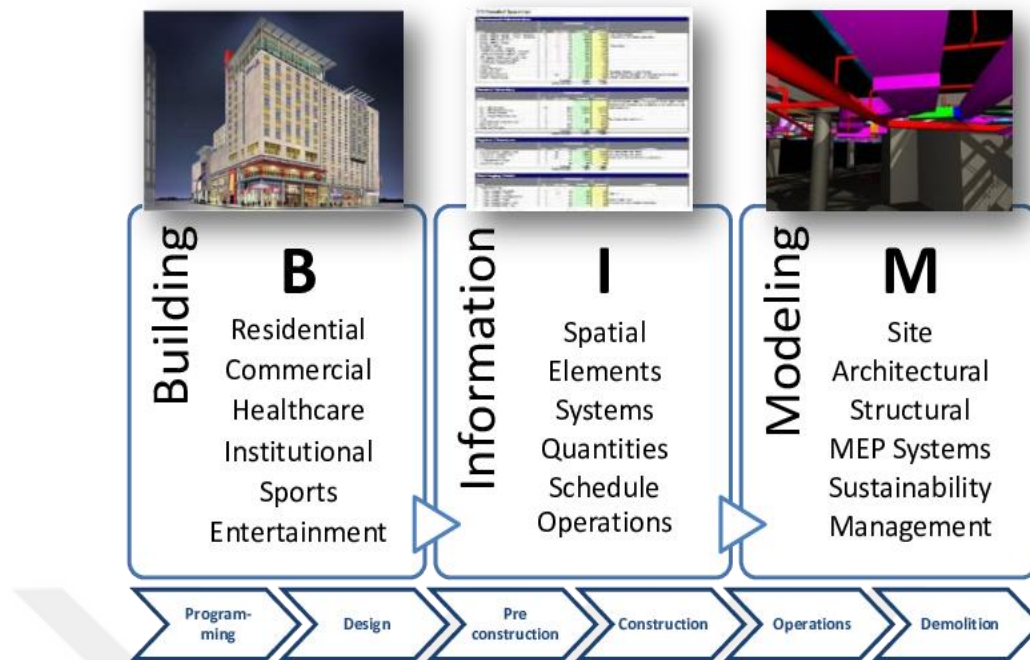 Building
B
Residential
Commercial
Healthcare
Institutional
Sports
Entertainment
Information
I
Spatial
Elements
Systems
Quantities
Schedule
Operations
Modeling
M
Site
Architectural
Structural
MEP Systems
Sustainability
Management
Program-
ming
Design
Pre
construction
Construction
Operations
Demolition